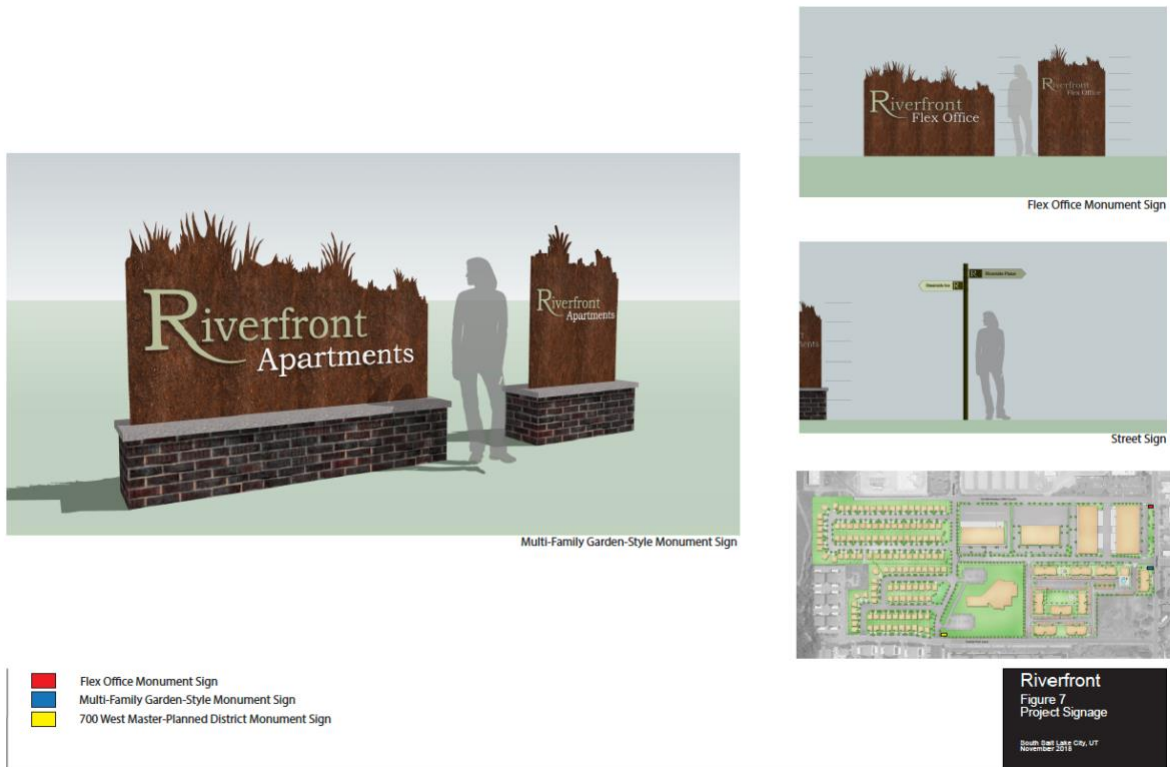 Riverfront
Apartments
Riverfront
Apartments
Multi-Family Garden-Style Monument Sign
Riverfront
Flex Office
Riverfront
Flex Office
Flex Office Monument Sign
R
R
Street Sign
Flex Office Monument Sign
Multi-Family Garden-Style Monument Sign
700 West Master-Planned District Monument Sign
Riverfront
Figure 7
Project Signage
South Salt Lake City, UT
November 2018